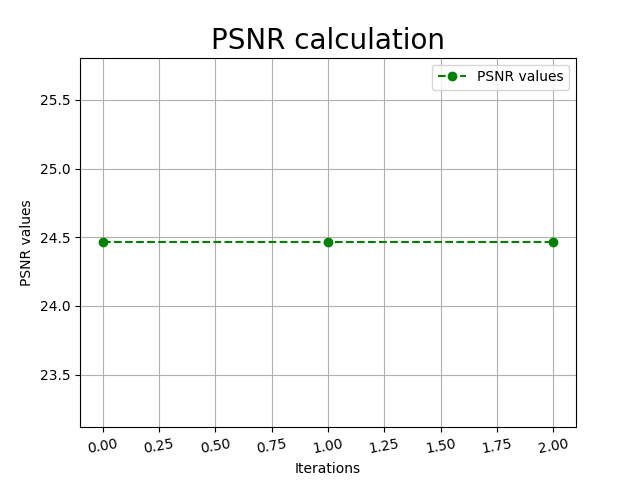 PSNR calculation
PSNR values
25.5
25.0
24.5
24.0
23.5
PSNR values
0.00 0.25 0.50 0.75 1.00 1.25 1.50 1.75 2.00
Iterations